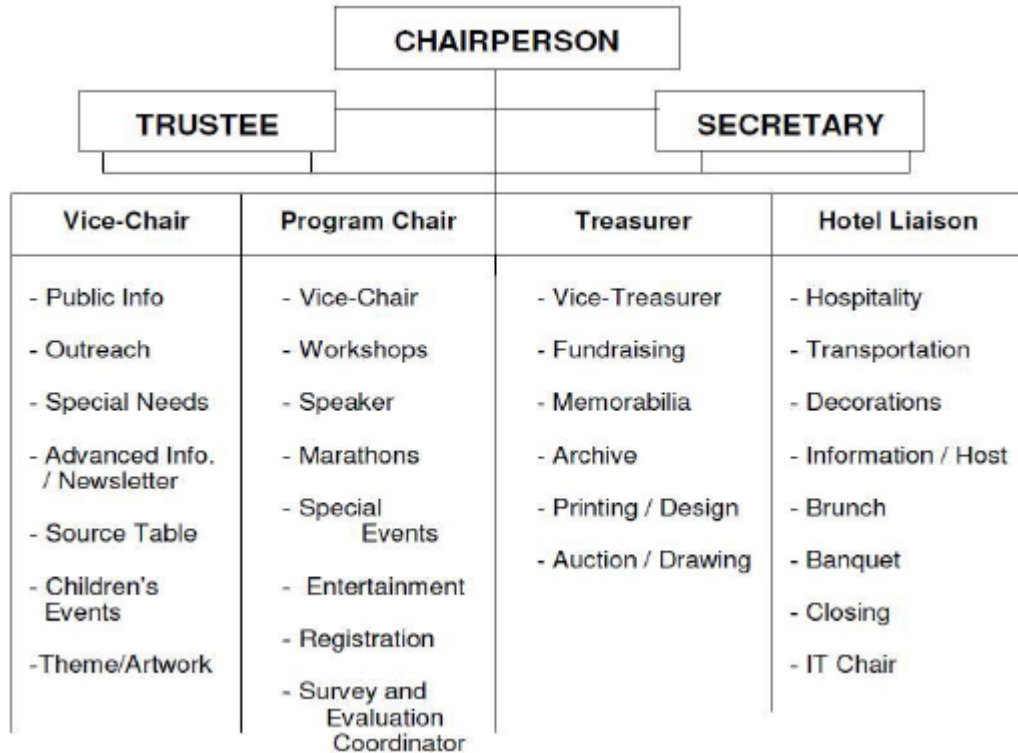 CHAIRPERSON
TRUSTEE
SECRETARY
Vice-Chair
- Public Info
- Outreach
- Special Needs
- Advanced Info.
/ Newsletter
- Source Table
- Children's
Events
-Theme/Artwork
Program Chair
- Vice-Chair
- Workshops
- Speaker
- Marathons
- Special
Events
- Entertainment
- Registration
- Survey and
Evaluation
Coordinator
Treasurer
- Vice-Treasurer
- Fundraising
- Memorabilia
- Archive
- Printing / Design
- Auction / Drawing
Hotel Liaison
- Hospitality
- Transportation
- Decorations
- Information / Host
- Brunch
- Banquet
- Closing
- IT Chair